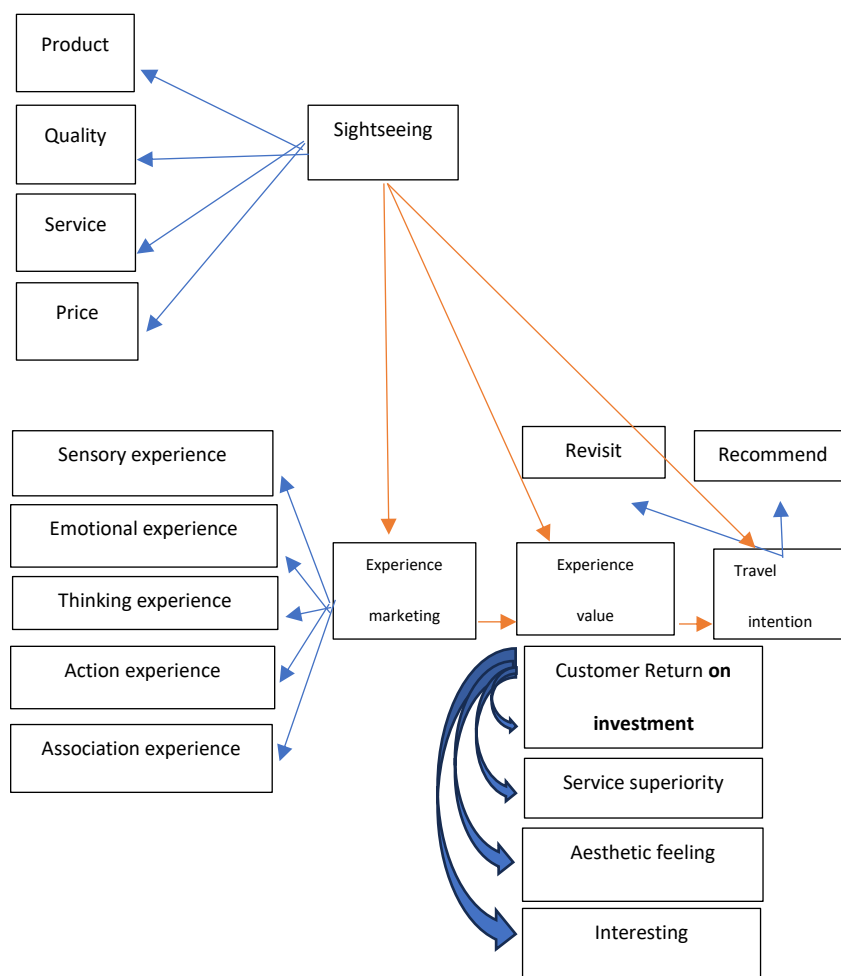 Product
Quality
Sightseeing
Service
Price
Sensory experience
Revisit
Recommend
Emotional experience
Thinking experience
Experience
marketing
Experience
value
Travel
intention
Action experience
Customer Return on
investment
Association experience
Service superiority
Aesthetic feeling
Interesting